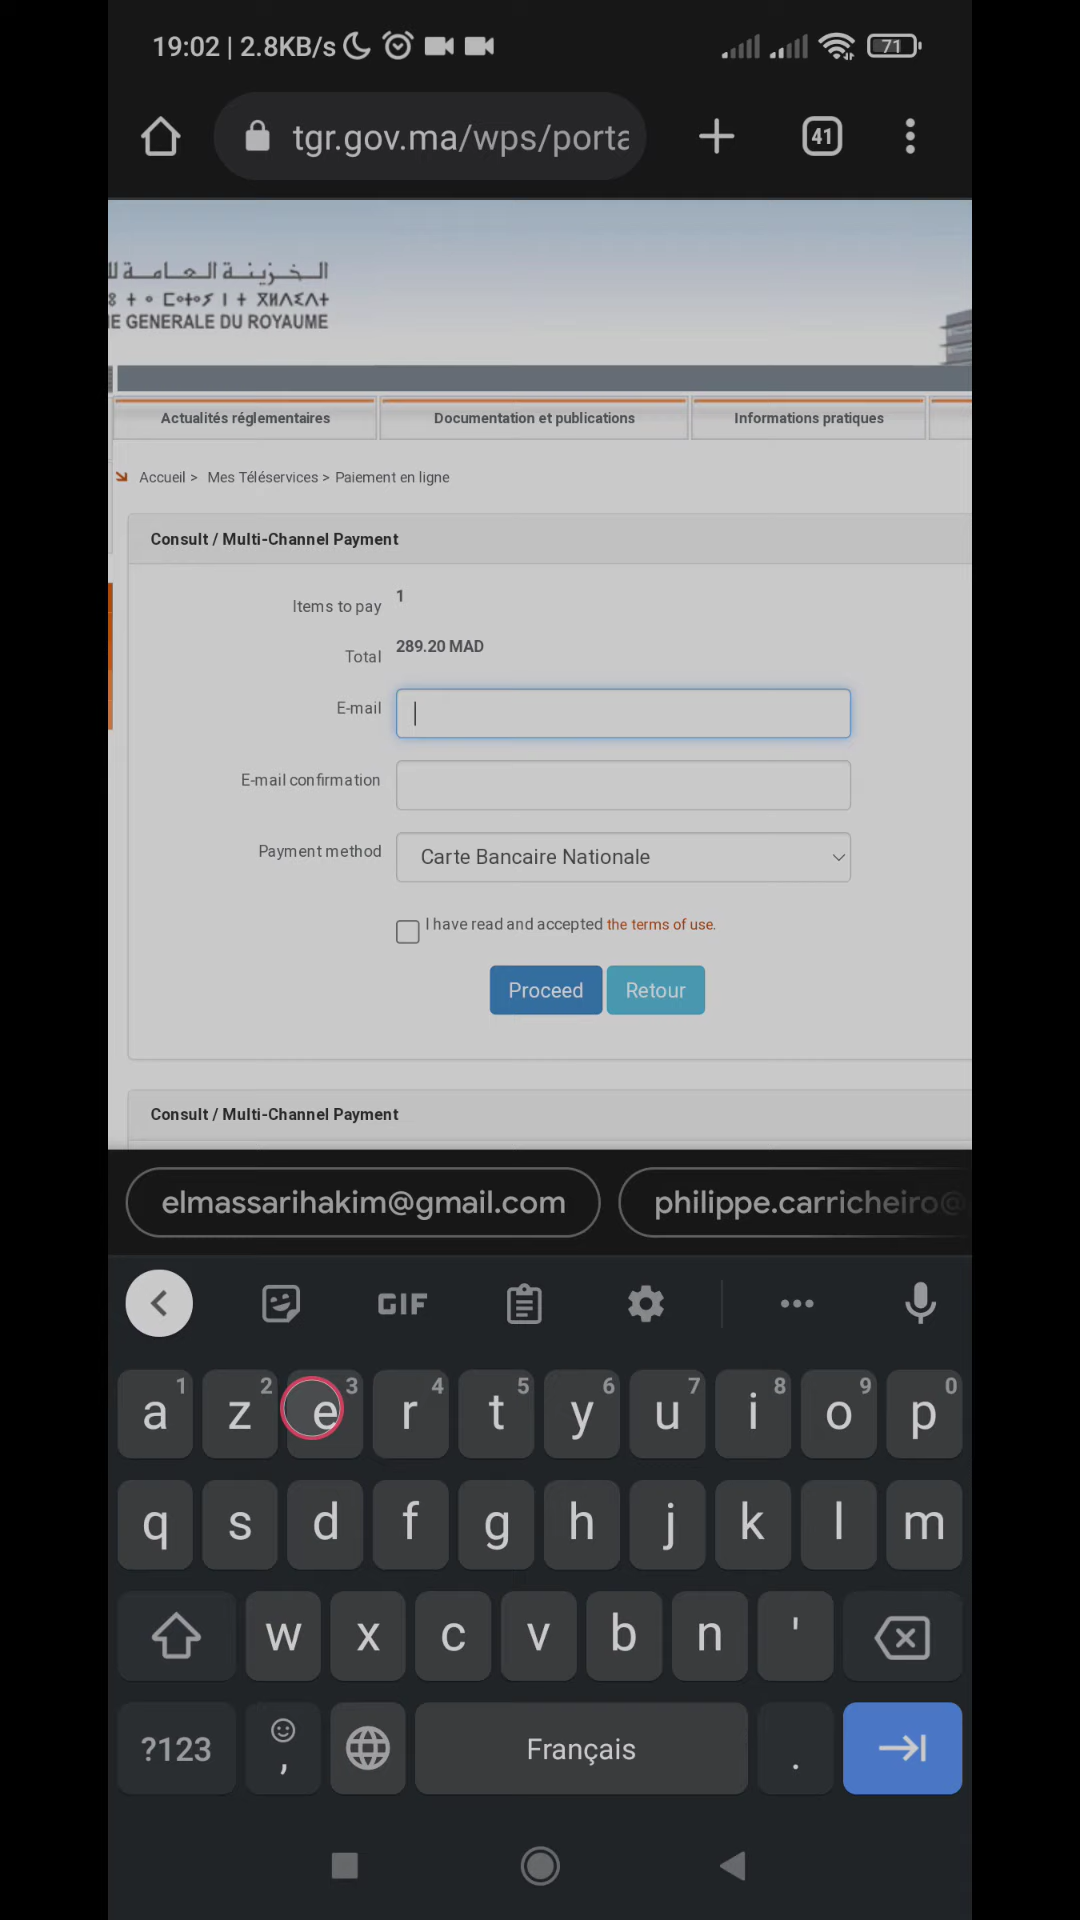 19:02 | 2.8KB/s
71
tgr.gov.ma/wps/porta
41
الخزينة العامة لل
E GENERALE DU ROYAUME
Actualités réglementaires
Documentation et publications
Informations pratiques
Accueil > Mes Téléservices > Paiement en ligne
Consult / Multi-Channel Payment
Items to pay 1
Total 289.20 MAD
E-mail
E-mail confirmation
Payment method Carte Bancaire Nationale
I have read and accepted the terms of use.
Proceed Retour
Consult / Multi-Channel Payment
elmassarihakim@gmail.com philippe.carricheiro@
GIF
1 2 3 4 5 6 7 8 9 0
a z e r t y u i o p
q s d f g h j k l m
w x c v b n '
?123 , Français .